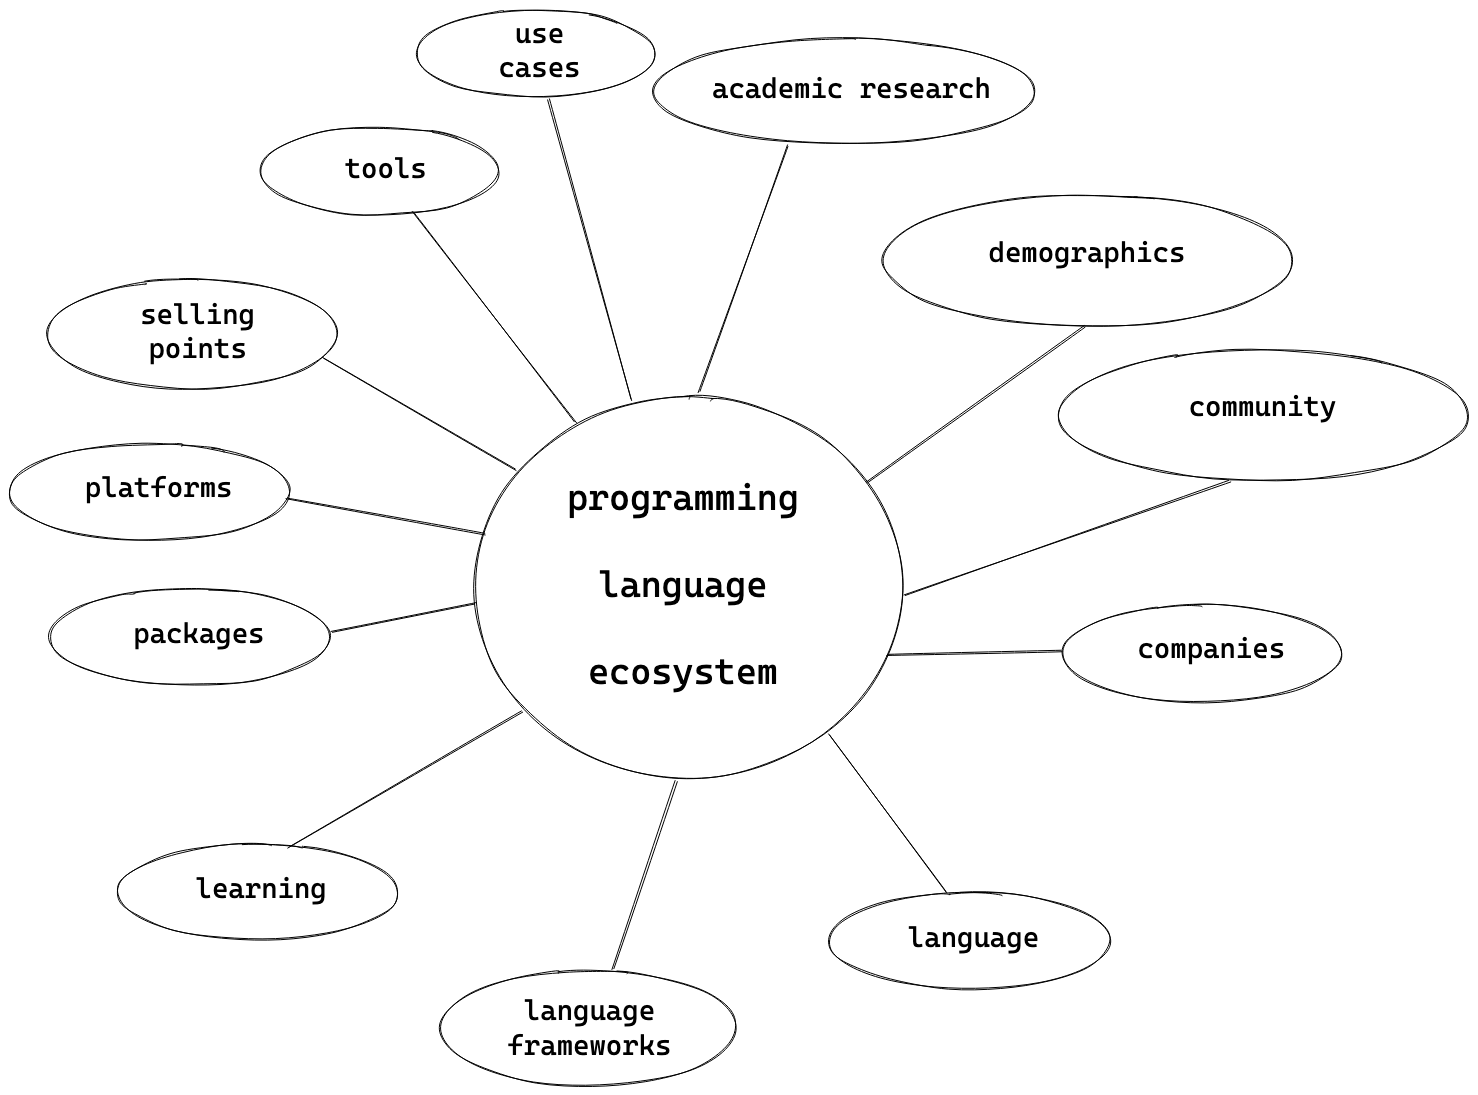 use
cases
academic research
tools
demographics
selling
points
community
platforms
programming
language
ecosystem
packages
companies
learning
language
language
frameworks